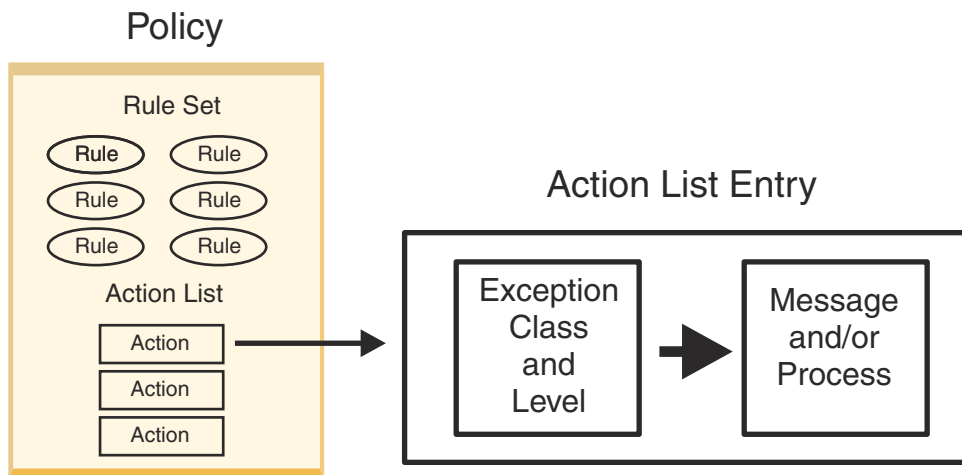 Policy
Rule Set
Rule Rule
Rule Rule
Rule Rule
Action List
Action
Action
Action
Action List Entry
Exception
Class
and
Level
Message
and/or
Process